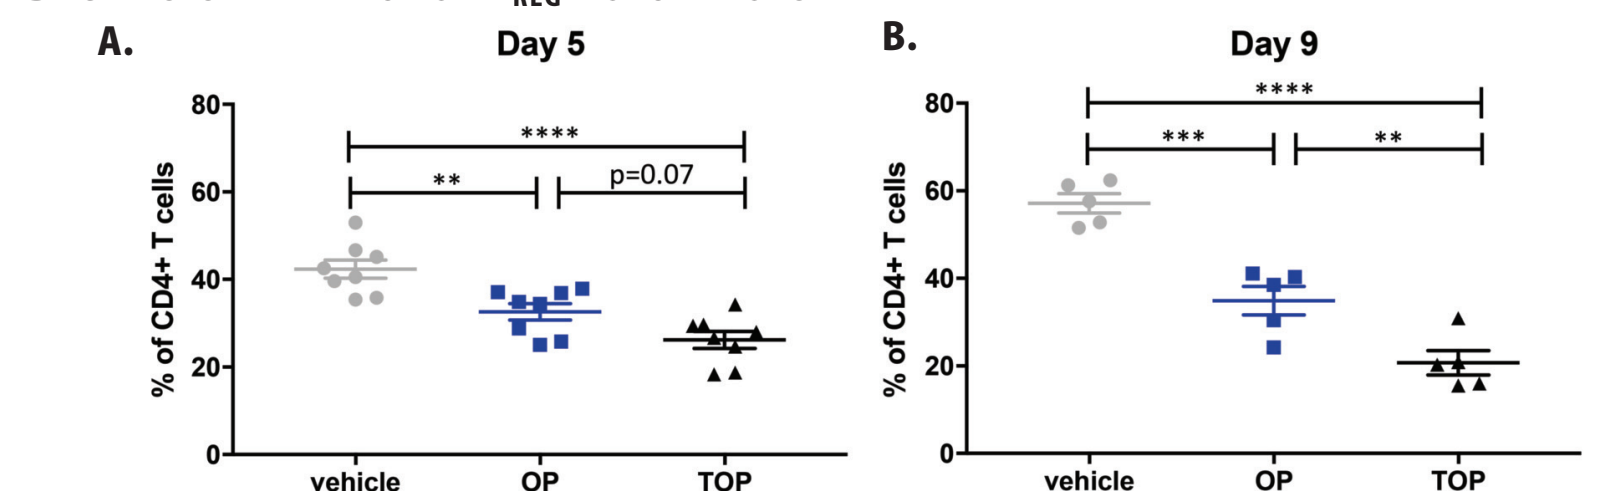 REG
A.
Day 5
% of CD4+ T cells
80
60
40
20
0
****
**
p=0.07
vehicle
OP
TOP
B.
Day 9
% of CD4+ T cells
80
60
40
20
0
****
***
**
vehicle
OP
TOP